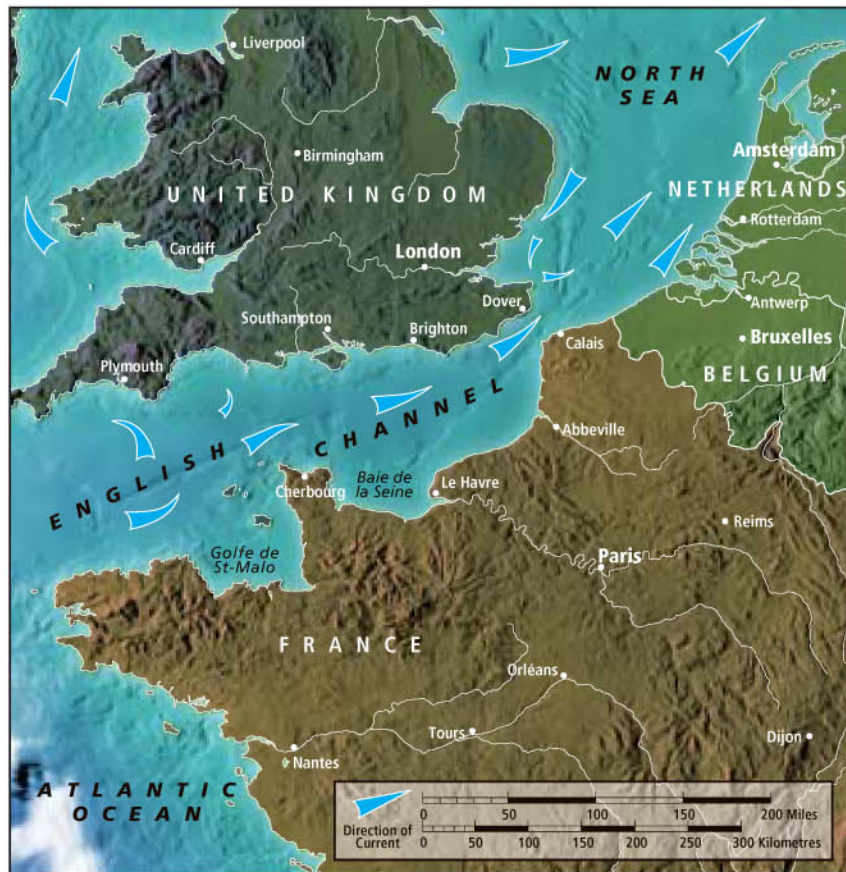 Liverpool
NORTH
SEA
Birmingham
Amsterdam
UNITED KINGDOM
NETHERLANDS
Rotterdam
Cardiff
London
Antwerp
Dover
Southampton
Brighton
Calais
Bruxelles
Plymouth
BELGIUM
ENGLISH CHANNEL
Abbeville
Cherbourg
Baie de
la Seine
Le Havre
Reims
Golfe de
St-Malo
Paris
FRANCE
Orléans
Tours
Dijon
Nantes
ATLANTIC
OCEAN
Direction of
Current
0 50 100 150 200 Miles
0 50 100 150 200 250 300 Kilometres